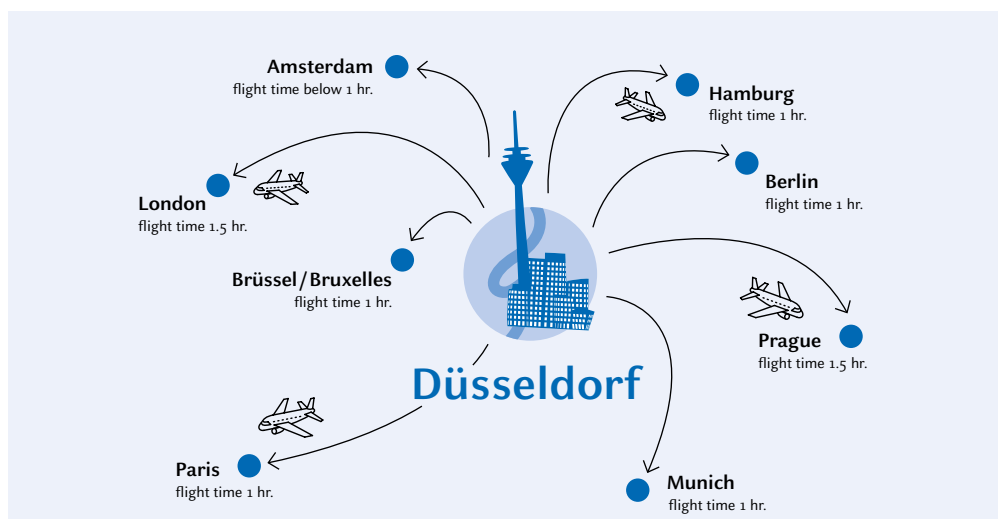 Amsterdam
flight time below 1 hr.
Hamburg
flight time 1 hr.
Berlin
flight time 1 hr.
London
flight time 1.5 hr.
Brüssel/Bruxelles
flight time 1 hr.
Prague
flight time 1.5 hr.
Düsseldorf
Paris
flight time 1 hr.
Munich
flight time 1 hr.